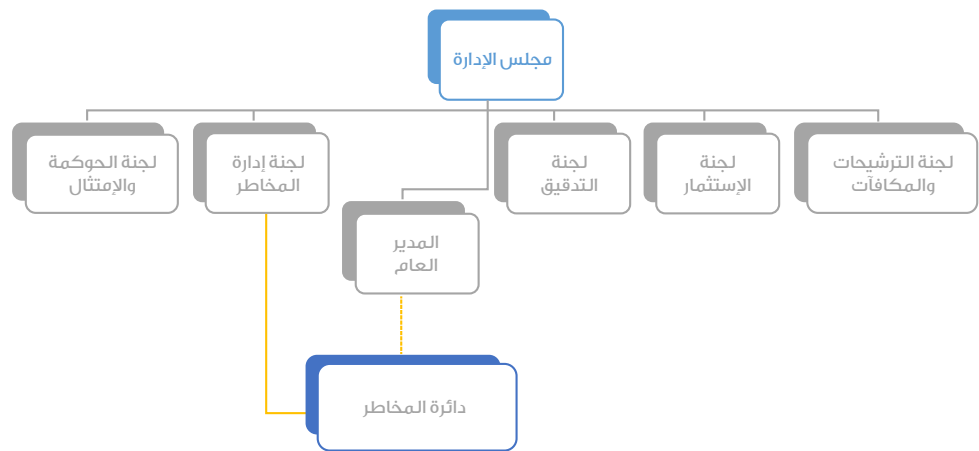 مجلس الإدارة
لجنة الترشيحات
والمكافآت
لجنة
الإستثمار
لجنة
التدقيق
لجنة إدارة
المخاطر
لجنة الحوكمة
والإمتثال
المدير
العام
دائرة المخاطر